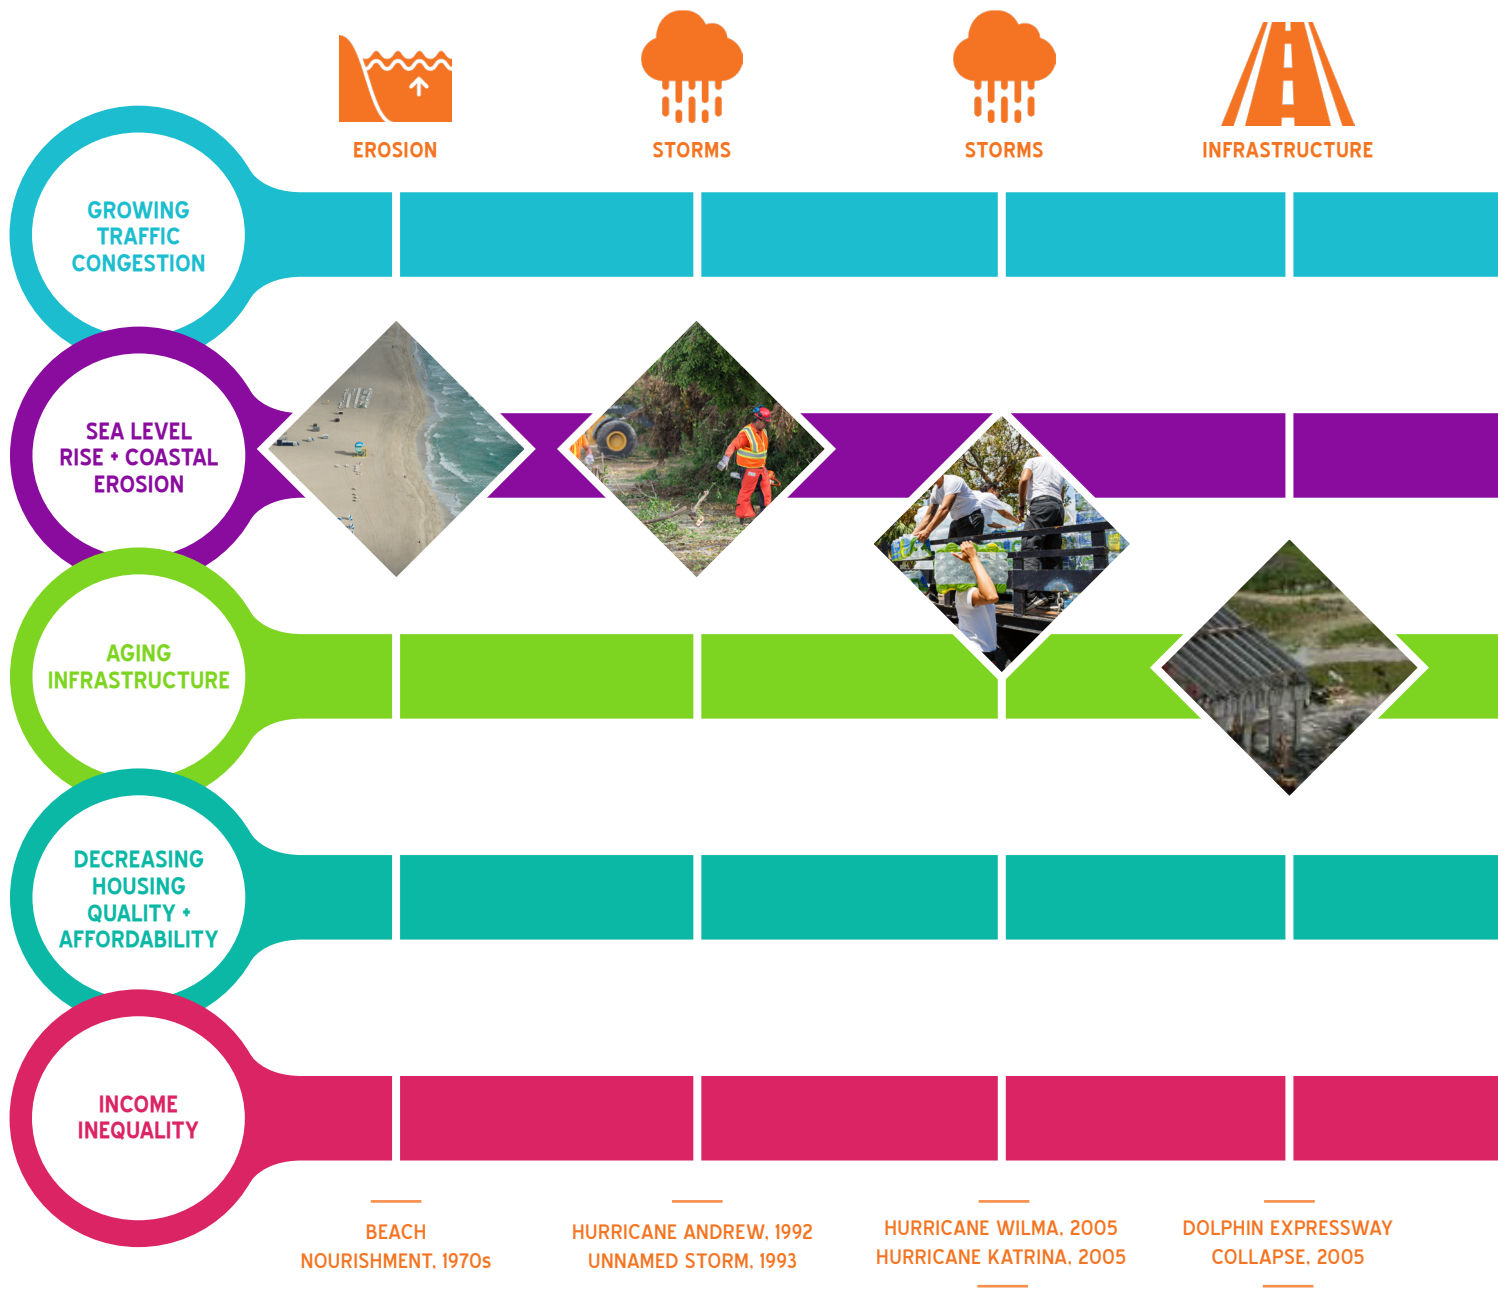 EROSION
STORMS
STORMS
INFRASTRUCTURE
GROWING
TRAFFIC
CONGESTION
SEA LEVEL
RISE + COASTAL
EROSION
AGING
INFRASTRUCTURE
DECREASING
HOUSING
QUALITY +
AFFORDABILITY
INCOME
INEQUALITY
BEACH
NOURISHMENT, 1970s
HURRICANE ANDREW, 1992
UNNAMED STORM, 1993
HURRICANE WILMA, 2005
HURRICANE KATRINA, 2005
DOLPHIN EXPRESSWAY
COLLAPSE, 2005